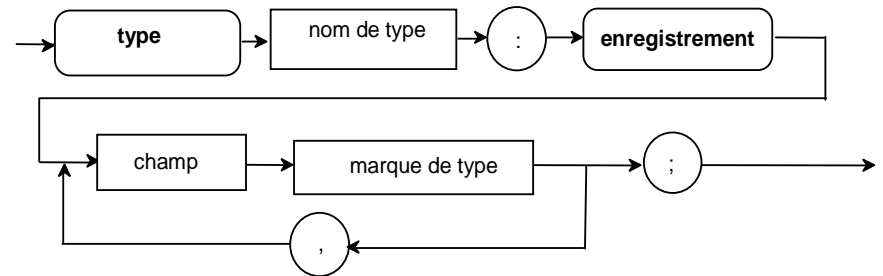 type nom de type : enregistrement
champ marque de type ;
,